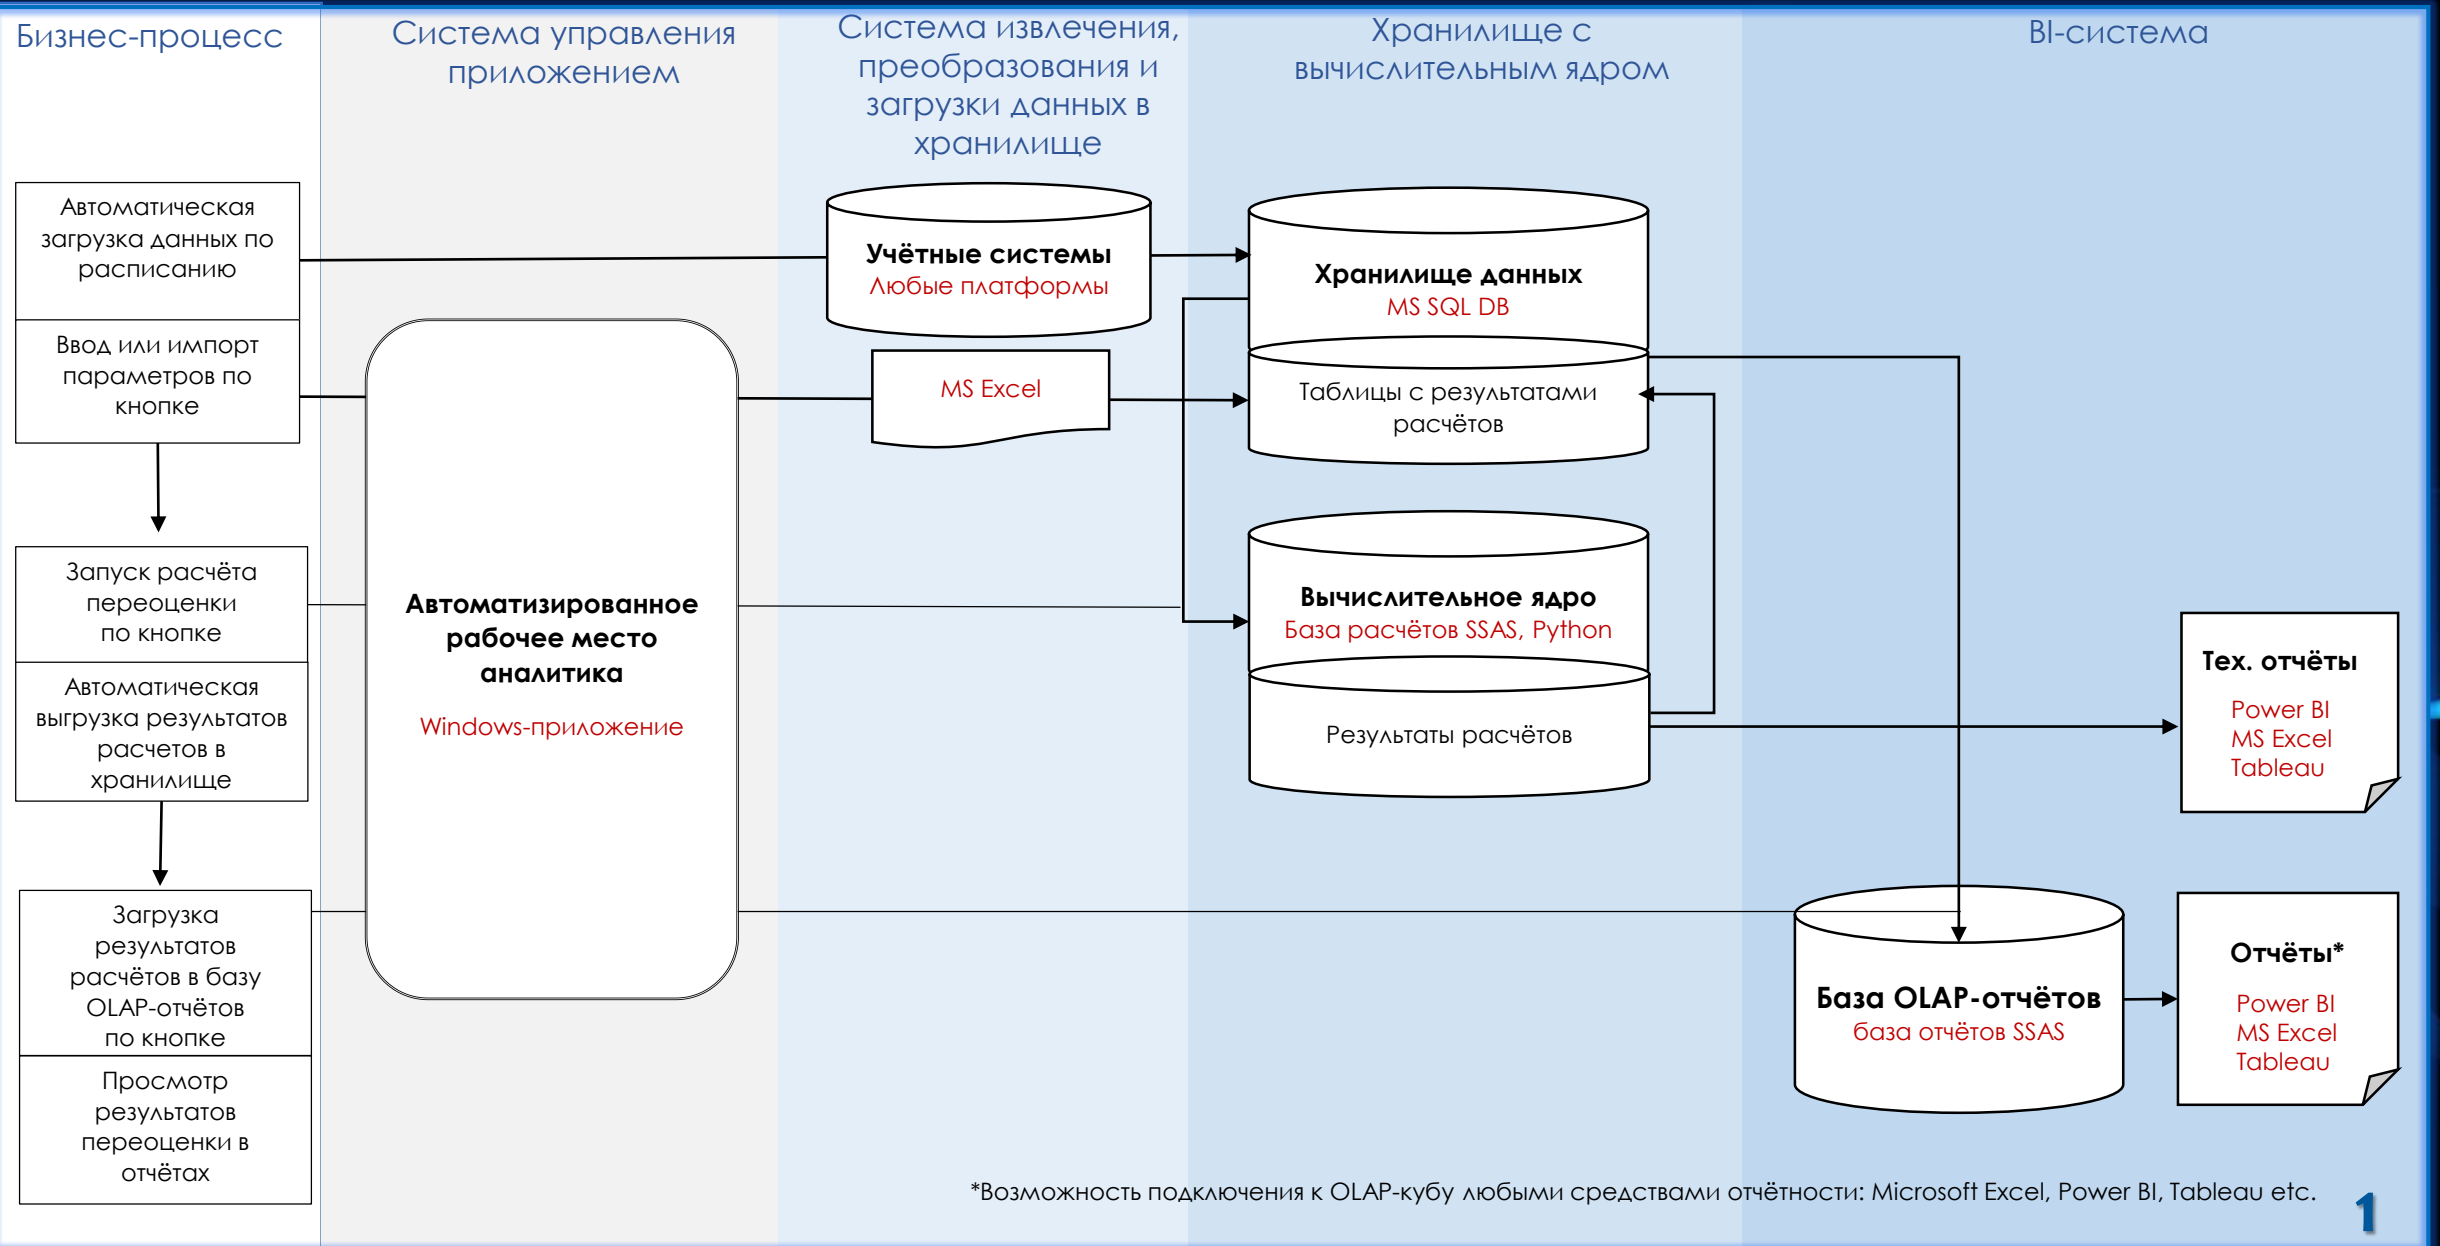 Бизнес-процесс
Система управления
приложением
Система извлечения,
преобразования и
загрузки данных в
хранилище
Хранилище с
вычислительным ядром
BI-система
Автоматическая
загрузка данных по
расписанию
Ввод или импорт
параметров по
кнопке
Запуск расчёта
переоценки
по кнопке
Автоматическая
выгрузка результатов
расчетов в
хранилище
Загрузка
результатов
расчётов в базу
OLAP-отчётов
по кнопке
Просмотр
результатов
переоценки в
отчётах
Автоматизированное
рабочее место
аналитика
Windows-приложение
Учётные системы
Любые платформы
MS Excel
Хранилище данных
MS SQL DB
Таблицы с результатами
расчётов
Вычислительное ядро
База расчётов SSAS, Python
Результаты расчётов
Тех. отчёты
Power BI
MS Excel
Tableau
База OLAP-отчётов
база отчётов SSAS
Отчёты*
Power BI
MS Excel
Tableau
*Возможность подключения к OLAP-кубу любыми средствами отчётности: Microsoft Excel, Power BI, Tableau etc.
1